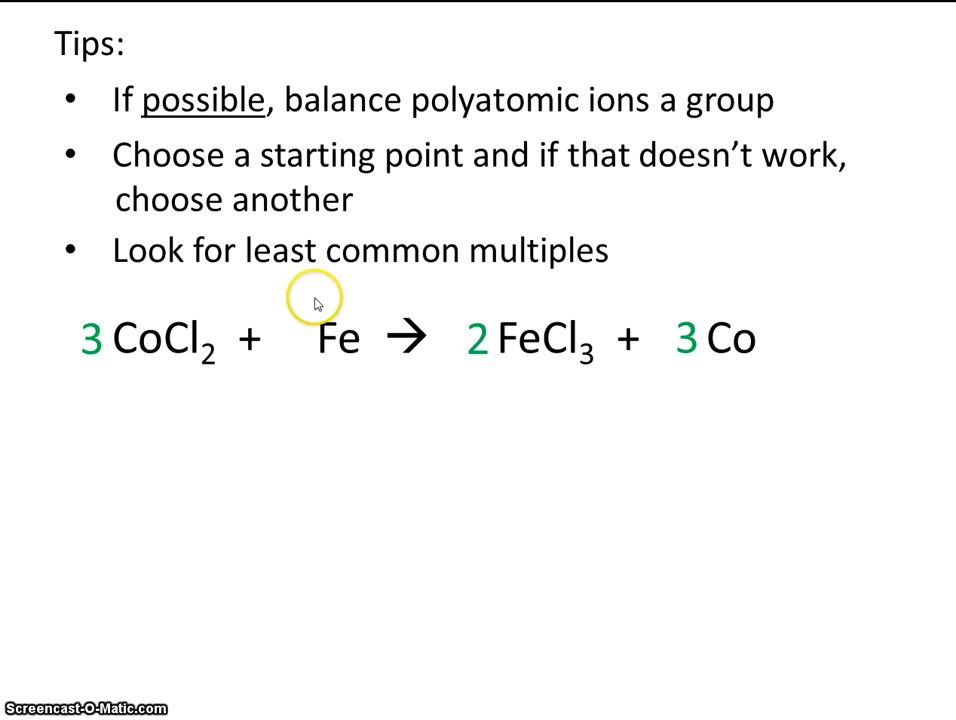 Tips:
• If possible, balance polyatomic ions a group
• Choose a starting point and if that doesn’t work,
choose another
• Look for least common multiples
3 CoCl₂ + Fe → 2 FeCl₃ + 3 Co
Screencast-O-Matic.com